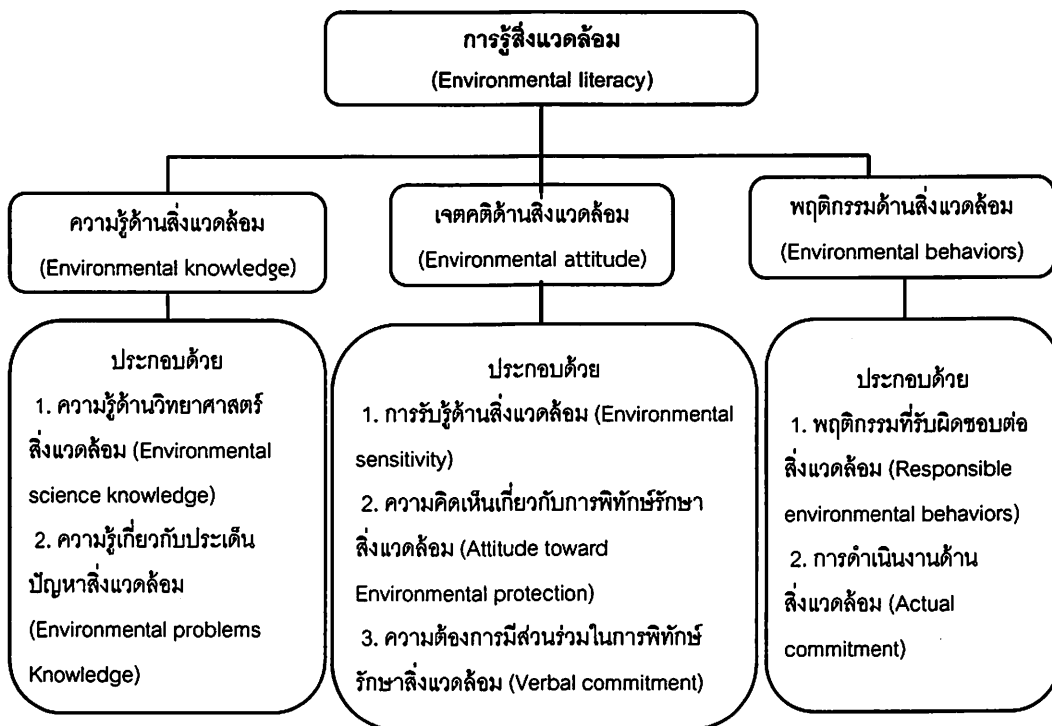 การรู้สิ่งแวดล้อม
(Environmental literacy)
ความรู้ด้านสิ่งแวดล้อม
(Environmental knowledge)
เจตคติด้านสิ่งแวดล้อม
(Environmental attitude)
พฤติกรรมด้านสิ่งแวดล้อม
(Environmental behaviors)
ประกอบด้วย
1. ความรู้ด้านวิทยาศาสตร์
สิ่งแวดล้อม (Environmental
science knowledge)
2. ความรู้เกี่ยวกับประเด็น
ปัญหาสิ่งแวดล้อม
(Environmental problems
Knowledge)
ประกอบด้วย
1. การรับรู้ด้านสิ่งแวดล้อม (Environmental
sensitivity)
2. ความคิดเห็นเกี่ยวกับการพิทักษ์รักษา
สิ่งแวดล้อม (Attitude toward
Environmental protection)
3. ความต้องการมีส่วนร่วมในการพิทักษ์
รักษาสิ่งแวดล้อม (Verbal commitment)
ประกอบด้วย
1. พฤติกรรมที่รับผิดชอบต่อ
สิ่งแวดล้อม (Responsible
environmental behaviors)
2. การดำเนินงานด้าน
สิ่งแวดล้อม (Actual
commitment)